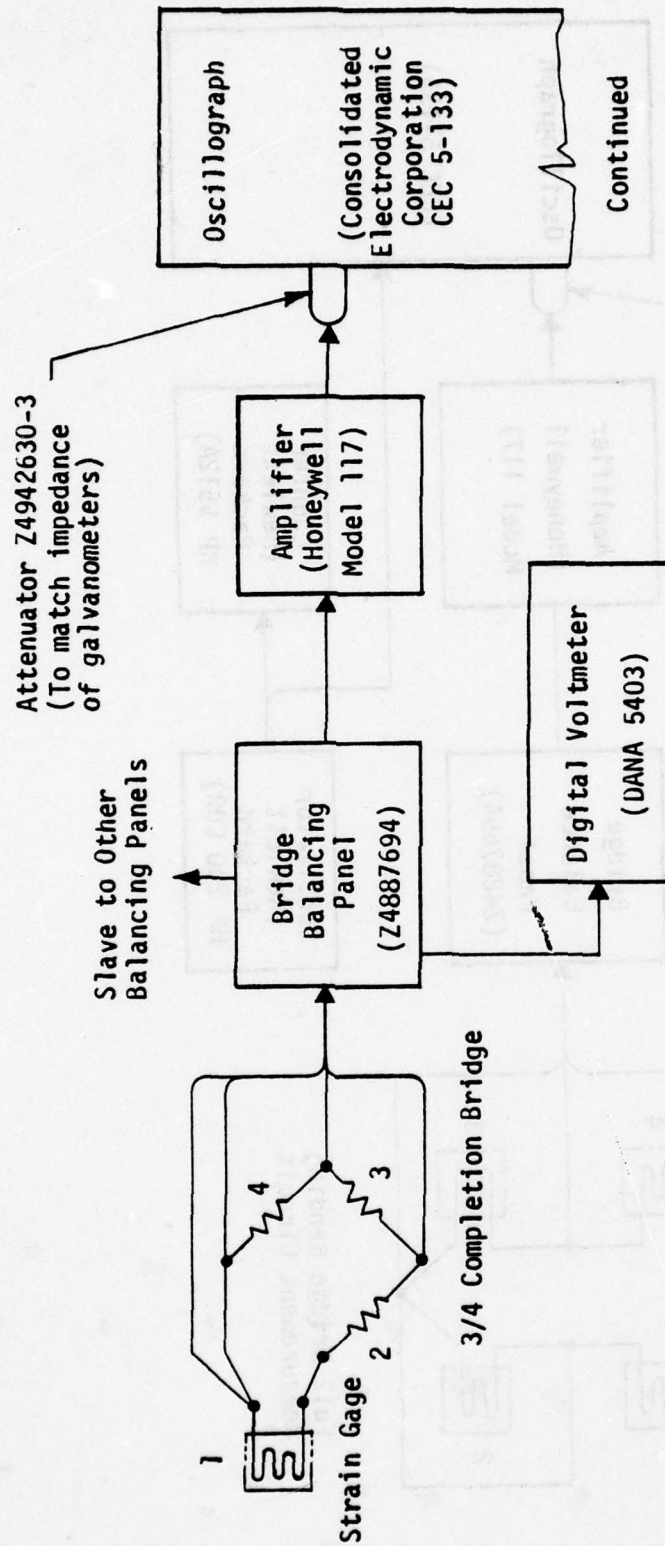 Attenuator Z4942630-3
(To match impedance
of galvanometers)
Slave to Other
Balancing Panels
1
Strain Gage
4
2
3
3/4 Completion Bridge
Bridge
Balancing
Panel
(Z4887694)
Amplifier
(Honeywell
Model 117)
Oscillograph
(Consolidated
Electrodynamic
Corporation
CEC 5-133)
Continued
Digital Voltmeter
(DANA 5403)